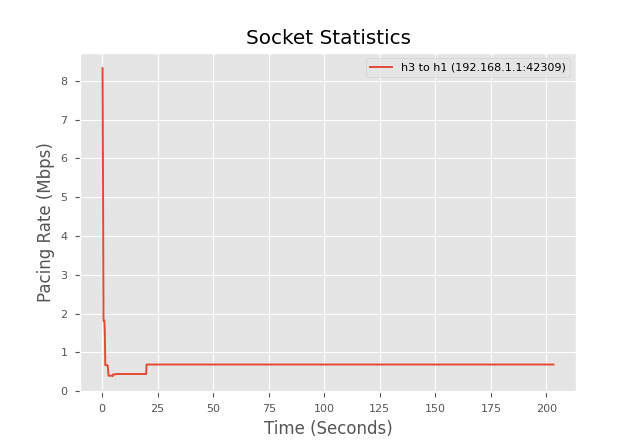 Socket Statistics
h3 to h1 (192.168.1.1:42309)
Pacing Rate (Mbps)
8
7
6
5
4
3
2
1
0
0 25 50 75 100 125 150 175 200
Time (Seconds)